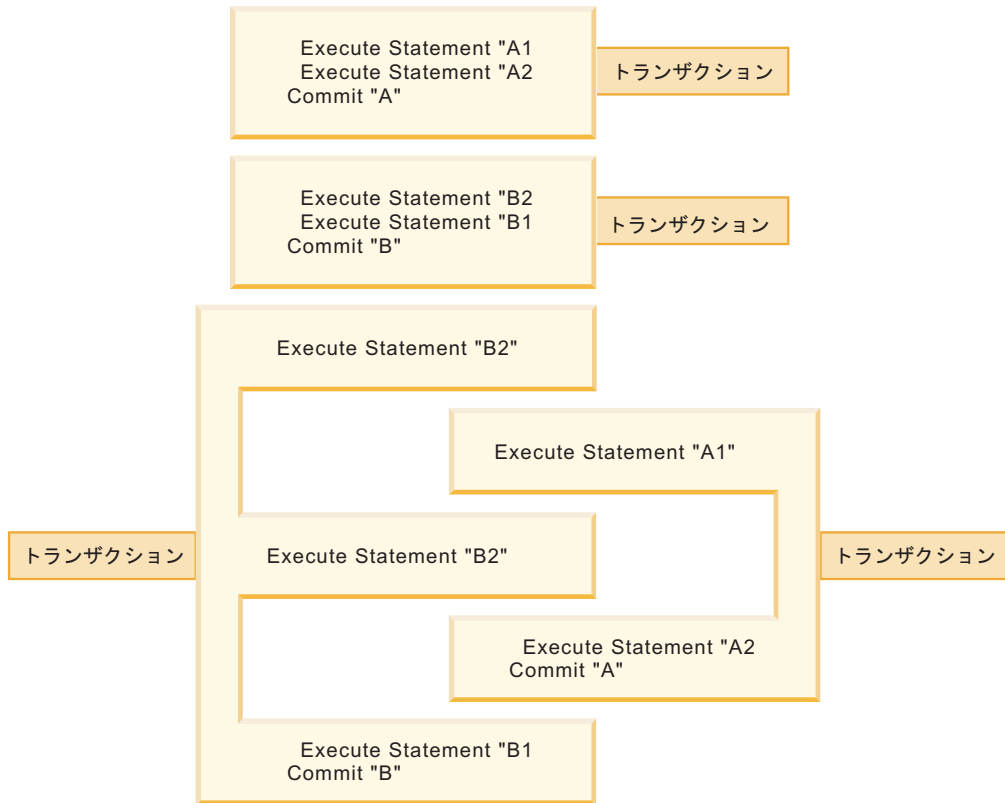 Execute Statement "A1
Execute Statement "A2
Commit "A"
トランザクション
Execute Statement "B2
Execute Statement "B1
Commit "B"
トランザクション
Execute Statement "B2"
Execute Statement "A1"
トランザクション
Execute Statement "B2"
トランザクション
Execute Statement "A2
Commit "A"
Execute Statement "B1
Commit "B"